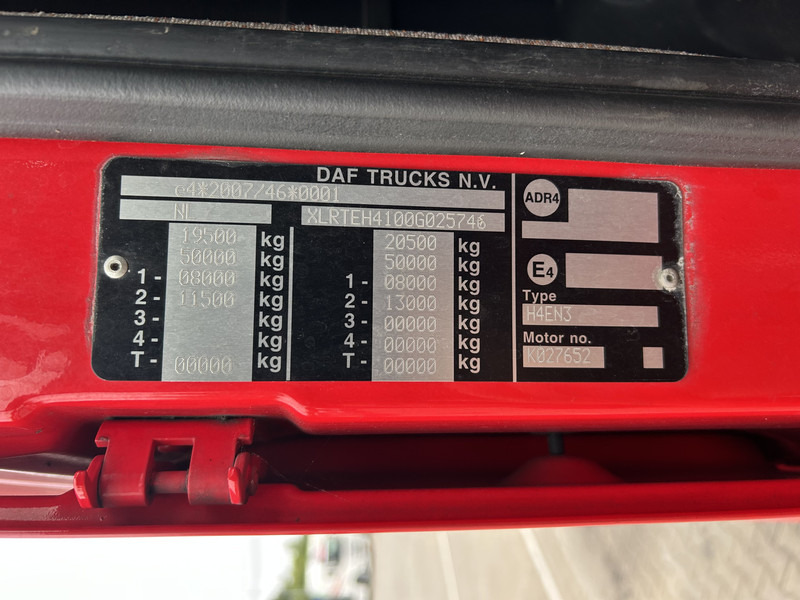 DAF TRUCKS N.V.
e4*2007/46*0001
NL XLRTEH4100G025746
19500 kg 20500 kg
50000 kg 50000 kg
1- 08000 kg 1- 08000 kg
2- 11500 kg 2- 13000 kg
3- kg 3- 00000 kg
4- kg 4- 00000 kg
T- 00000 kg T- 00000 kg
ADR4
E4
Type
H4EN3
Motor no.
K027652